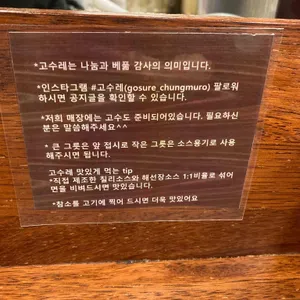 *고수레는 나눔과 베풀 감사의 의미입니다.
*인스타그램 #고수레(gosure_chungmuro) 팔로워
하시면 공지글을 확인할 수 있습니다.
*저희 매장에는 고수도 준비되어있습니다. 필요하신
분은 말씀해주세요^^
* 큰 그릇은 앞 접시로 작은 그릇은 소스용기로 사용
해주시면 됩니다.
고수레 맛있게 먹는 tip
*직접 제조한 칠리소스와 해선장소스 1:1비율로 섞어
면을 비벼드시면 맛있습니다.
*참소를 고기에 찍어 드시면 더욱 맛있어요